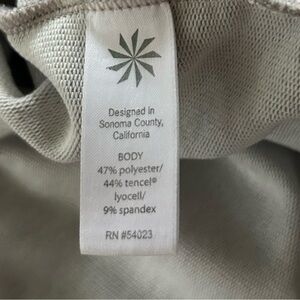 Designed in
Sonoma County,
California
BODY
47% polyester/
44% tencel®
lyocell/
9% spandex
RN #54023